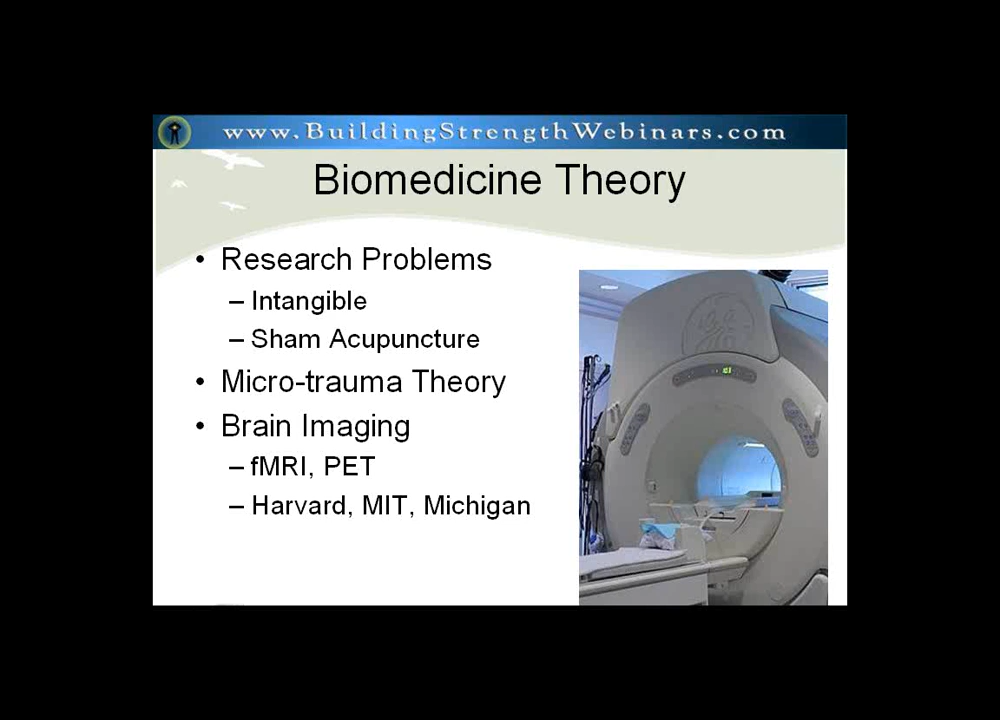 www.BuildingStrengthWebinars.com
Biomedicine Theory
• Research Problems
– Intangible
– Sham Acupuncture
• Micro-trauma Theory
• Brain Imaging
– fMRI, PET
– Harvard, MIT, Michigan